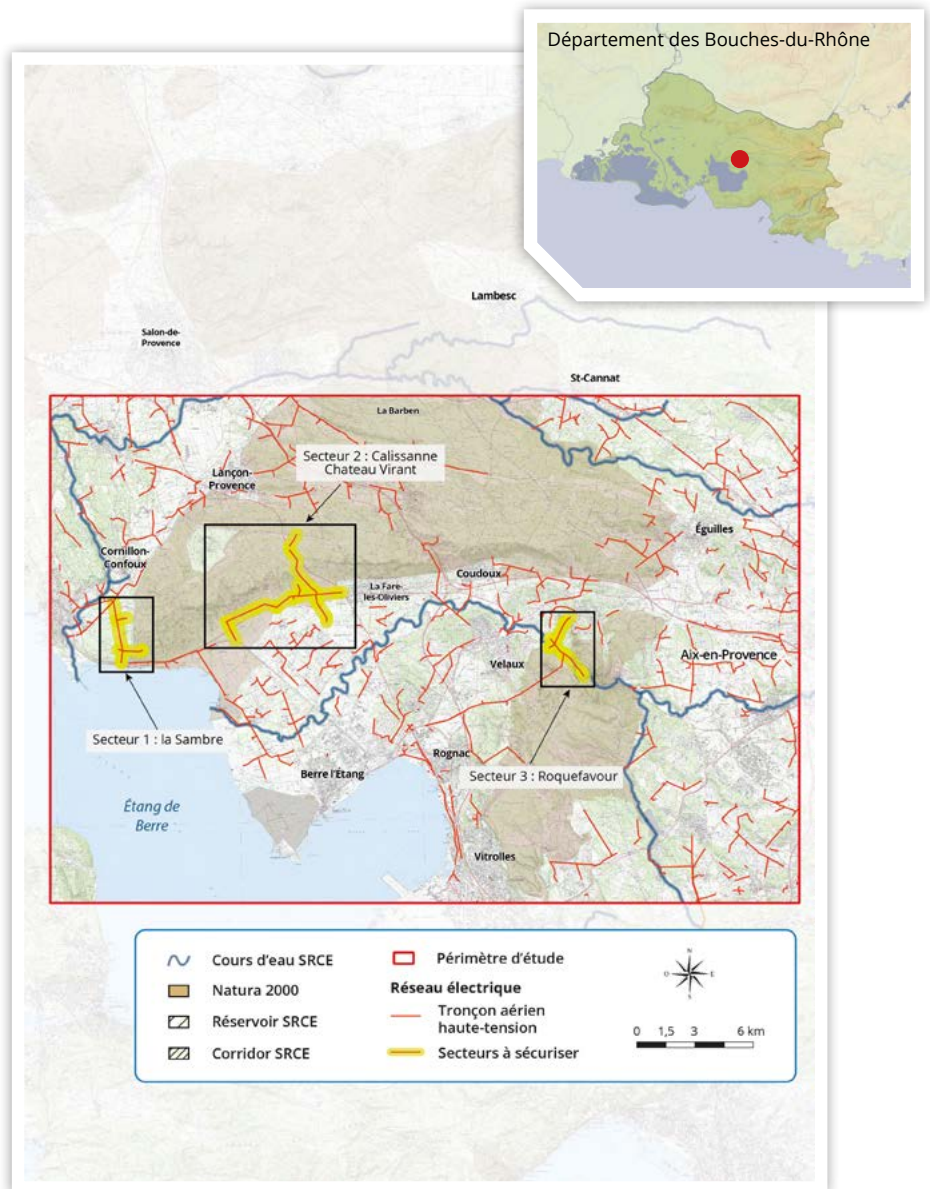 Département des Bouches-du-Rhône
Lambesc
Salon-de-
Provence
St-Cannat
La Barben
Secteur 2 : Calissanne
Chateau Virant
Lançon-
Provence
Éguilles
Cornillon-
Confoux
Coudoux
La Fare-
les-Oliviers
Velaux
Aix-en-Provence
Secteur 1 : la Sambre
Rognac
Berre l'Étang
Secteur 3 : Roquefavour
Étang de
Berre
Vitrolles
Cours d'eau SRCE
Natura 2000
Réservoir SRCE
Corridor SRCE
Périmètre d'étude
Réseau électrique
Tronçon aérien
haute-tension
Secteurs à sécuriser
N
O
E
S
0 1,5 3 6 km